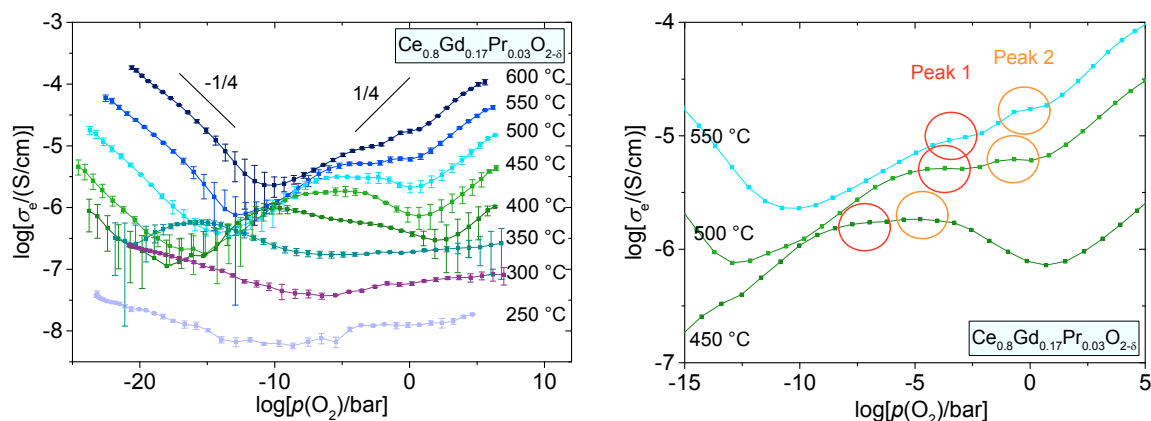 -3
-4
-5
-6
-7
-8
log[σₑ/(S/cm)]
-20
-10
0
10
log[p(O₂)/bar]
Ce₀.₈Gd₀.₁₇Pr₀.₀₃O₂₋δ
-1/4
1/4
600 °C
550 °C
500 °C
450 °C
400 °C
350 °C
300 °C
250 °C
-4
-5
-6
-7
log[σₑ/(S/cm)]
-15
-10
-5
0
5
log[p(O₂)/bar]
Peak 1
Peak 2
550 °C
500 °C
450 °C
Ce₀.₈Gd₀.₁₇Pr₀.₀₃O₂₋δ